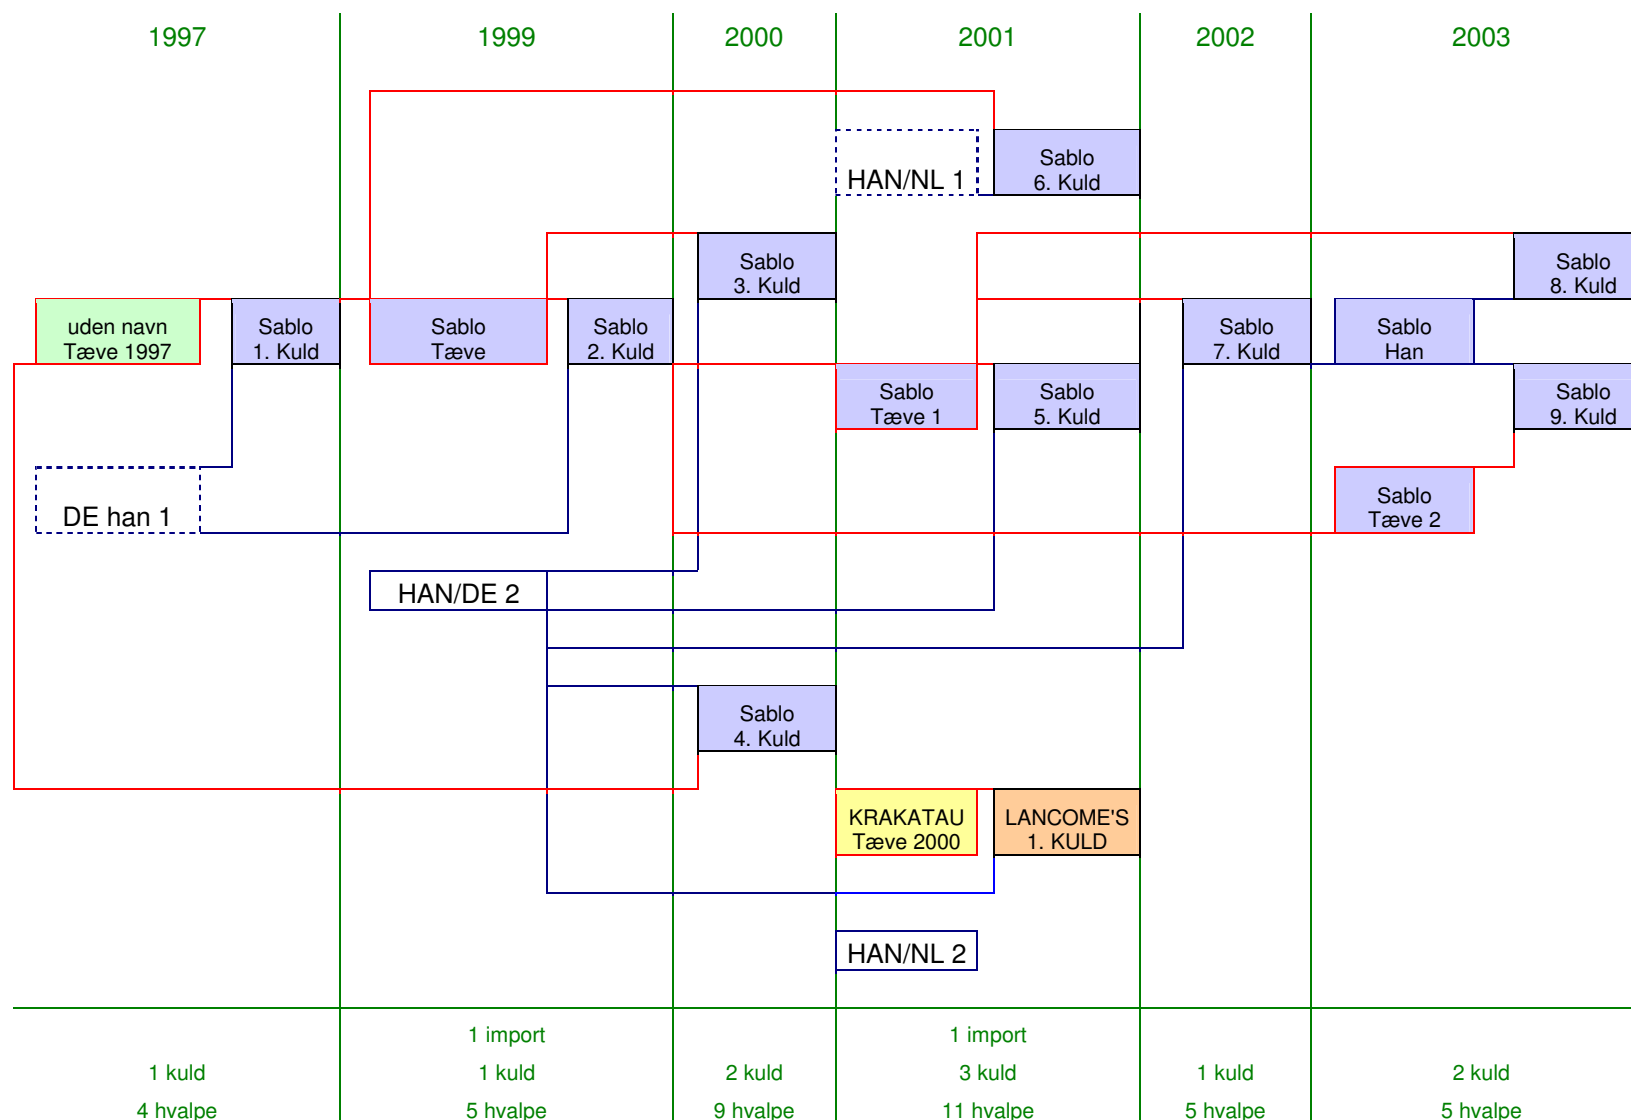 1997
1999
2000
2001
2002
2003
HAN/NL 1
Sablo
6. Kuld
Sablo
3. Kuld
Sablo
8. Kuld
uden navn
Tæve 1997
Sablo
1. Kuld
Sablo
Tæve
Sablo
2. Kuld
Sablo
7. Kuld
Sablo
Han
Sablo
Tæve 1
Sablo
5. Kuld
Sablo
9. Kuld
DE han 1
Sablo
Tæve 2
HAN/DE 2
Sablo
4. Kuld
KRAKATAU
Tæve 2000
LANCOME'S
1. KULD
HAN/NL 2
1 import
1 import
1 kuld
1 kuld
2 kuld
3 kuld
1 kuld
2 kuld
4 hvalpe
5 hvalpe
9 hvalpe
11 hvalpe
5 hvalpe
5 hvalpe